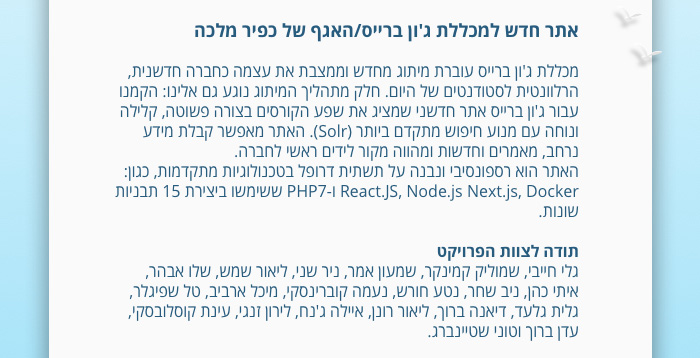 אתר חדש למכללת ג'ון ברייס/האגף של כפיר מלכה
מכללת ג'ון ברייס עוברת מיתוג מחדש וממצבת את עצמה כחברה חדשנית,
הרלוונטית לסטודנטים של היום. חלק מתהליך המיתוג נוגע גם אלינו: הקמנו
עבור ג'ון ברייס אתר חדשני שמציג את שפע הקורסים בצורה פשוטה, קלילה
ונוחה עם מנוע חיפוש מתקדם ביותר (Solr). האתר מאפשר קבלת מידע
נרחב, מאמרים וחדשות ומהווה מקור לידים ראשי לחברה.
האתר הוא רספונסיבי ונבנה על תשתית דרופל בטכנולוגיות מתקדמות, כגון:
React.JS, Node.js Next.js, Docker ו-PHP7 ששימשו ביצירת 15 תבניות
שונות.
תודה לצוות הפרויקט
גלי חייבי, שמוליק קמינקר, שמעון אמר, ניר שני, ליאור שמש, שלו אבהר,
איתי כהן, ניב שחר, נטע חורש, נעמה קוברינסקי, מיכל ארביב, טל שפיגלר,
גלית גלעד, דיאנה ברוך, ליאור רונן, איילה ג'נח, לירון זנגי, עינת קוסלובסקי,
עדן ברוך וטוני שטיינברג.